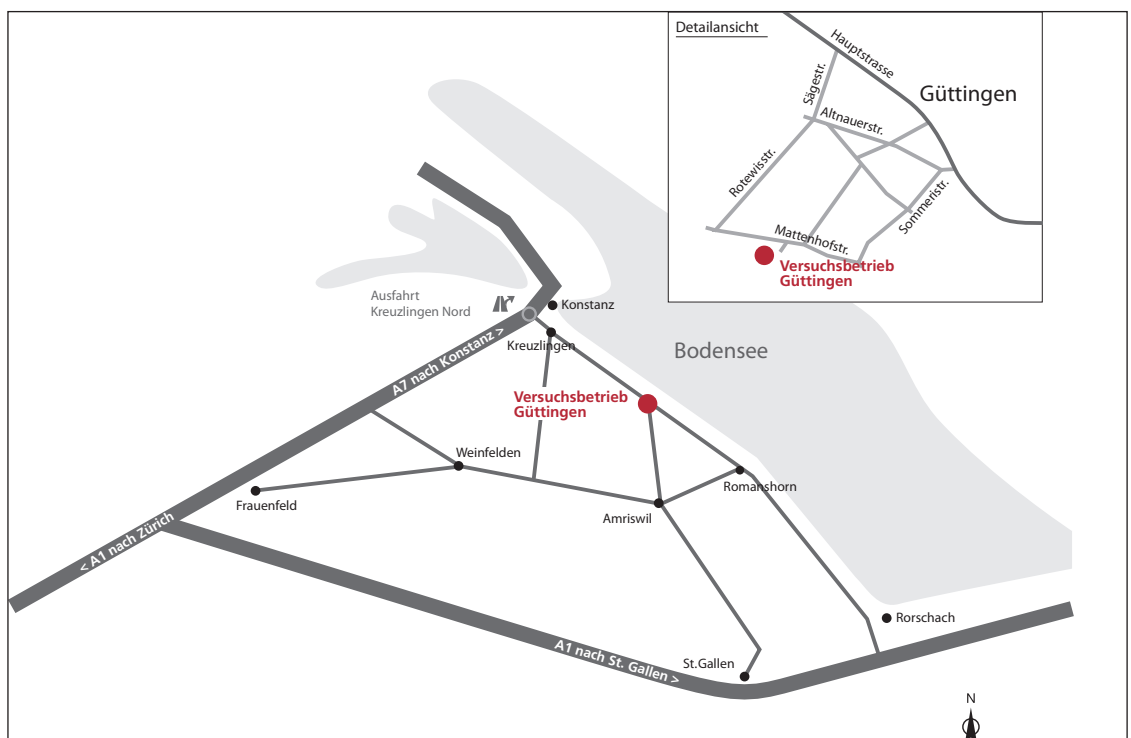 Detailansicht
Hauptstrasse
Sägestr.
Güttingen
Altnauerstr.
Rotewisstr.
Sommeristr.
Mattenhofstr.
Versuchsbetrieb
Güttingen
Ausfahrt
Kreuzlingen Nord
Konstanz
Kreuzlingen
Bodensee
A7 nach Konstanz >
Versuchsbetrieb
Güttingen
Weinfelden
Romanshorn
Frauenfeld
Amriswil
< A1 nach Zürich
Rorschach
A1 nach St. Gallen >
St.Gallen
N